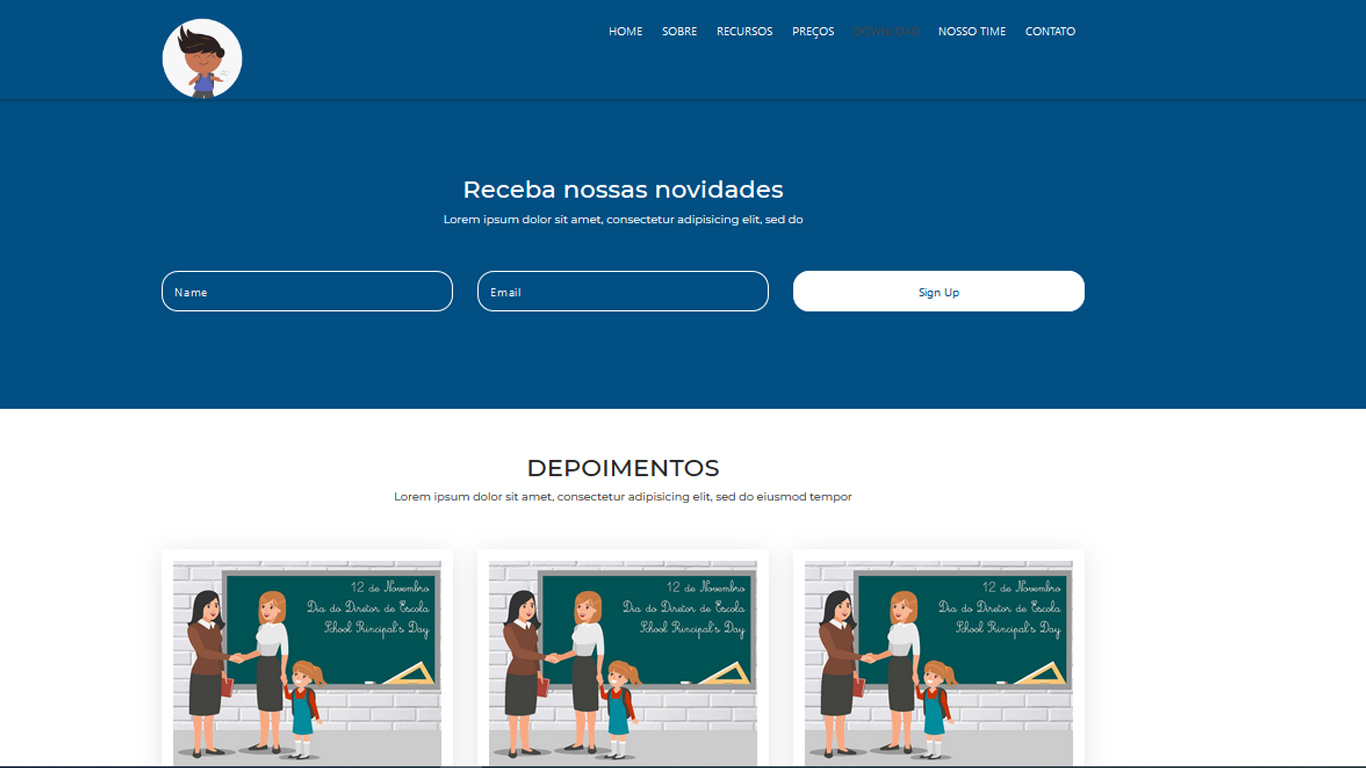 HOME SOBRE RECURSOS PREÇOS DOWNLOAD NOSSO TIME CONTATO
Receba nossas novidades
Lorem ipsum dolor sit amet, consectetur adipisicing elit, sed do
Name Email Sign Up
DEPOIMENTOS
Lorem ipsum dolor sit amet, consectetur adipisicing elit, sed do eiusmod tempor
12 de Novembro
Dia do Diretor de Escola
School Principal's Day
12 de Novembro
Dia do Diretor de Escola
School Principal's Day
12 de Novembro
Dia do Diretor de Escola
School Principal's Day